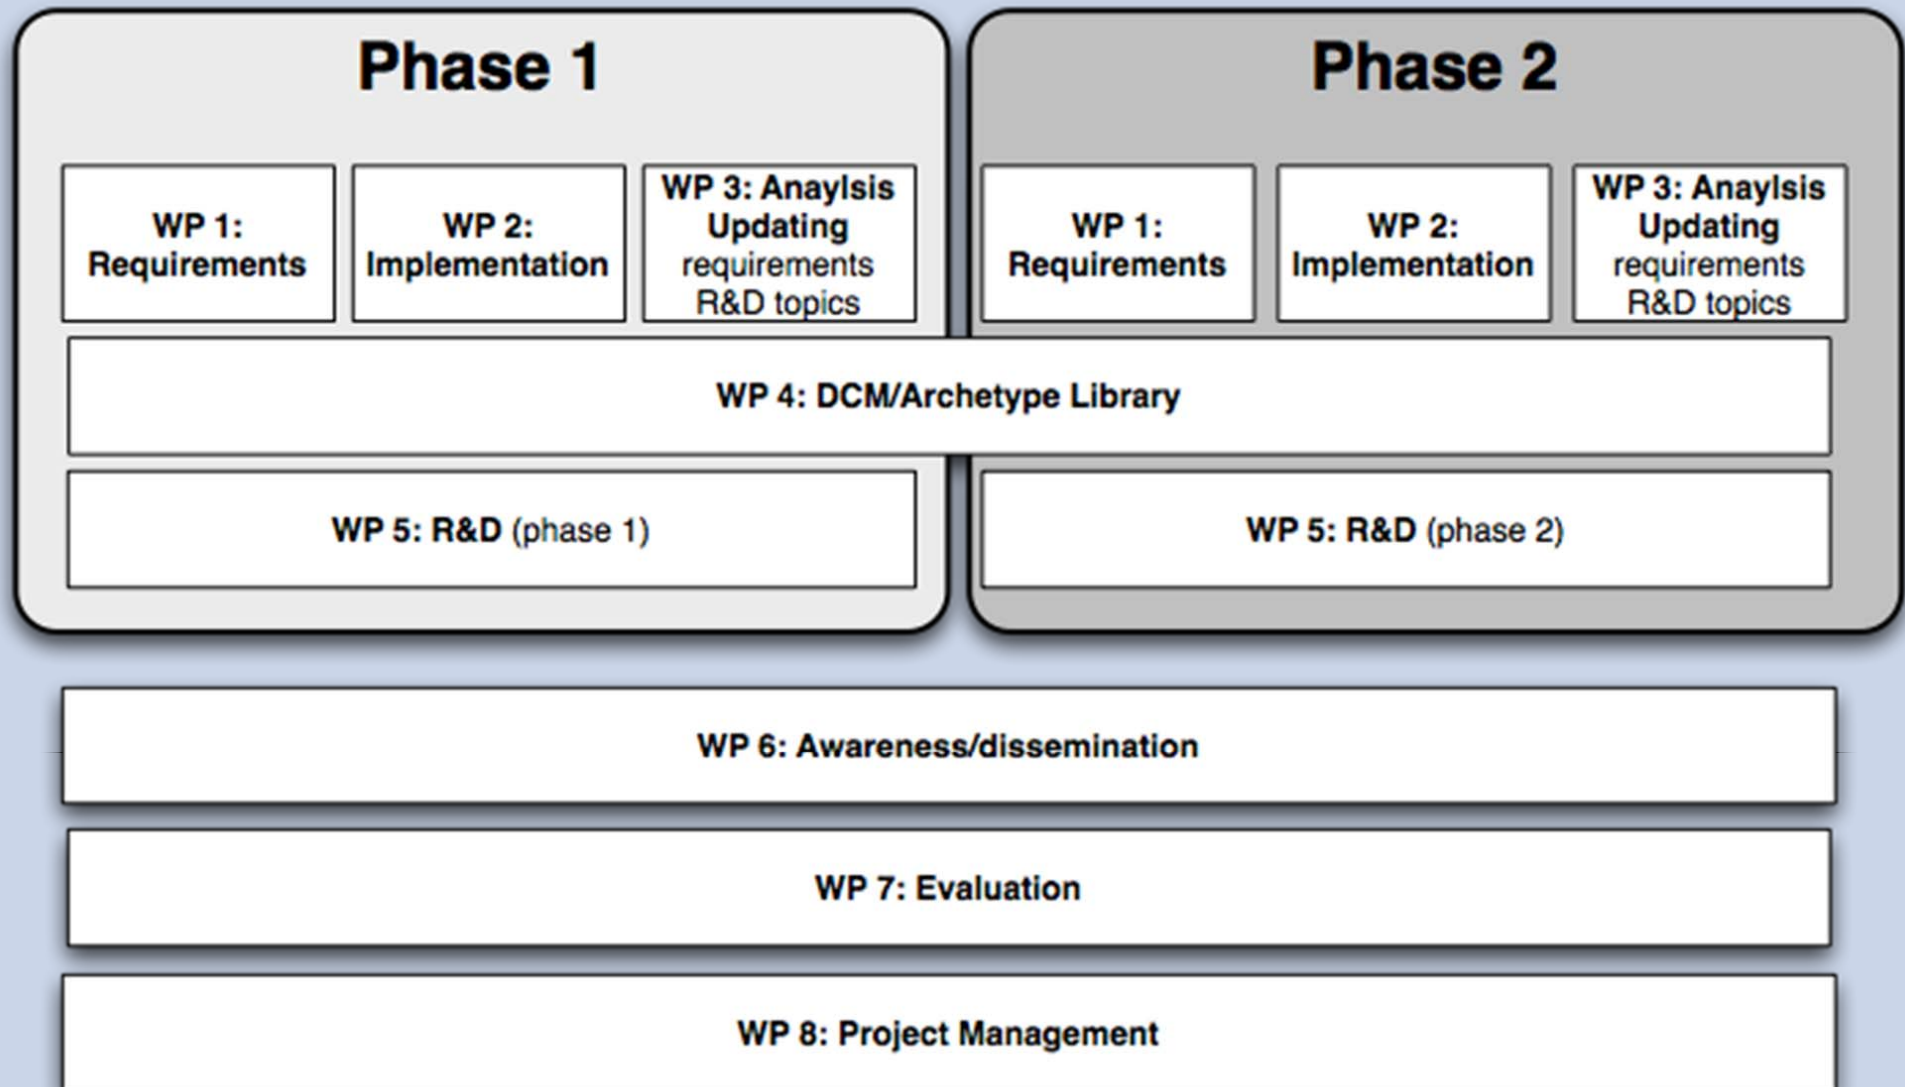 Phase 1
WP 1:
Requirements
WP 2:
Implementation
WP 3: Anaylsis
Updating
requirements
R&D topics
Phase 2
WP 1:
Requirements
WP 2:
Implementation
WP 3: Anaylsis
Updating
requirements
R&D topics
WP 4: DCM/Archetype Library
WP 5: R&D (phase 1)
WP 5: R&D (phase 2)
WP 6: Awareness/dissemination
WP 7: Evaluation
WP 8: Project Management